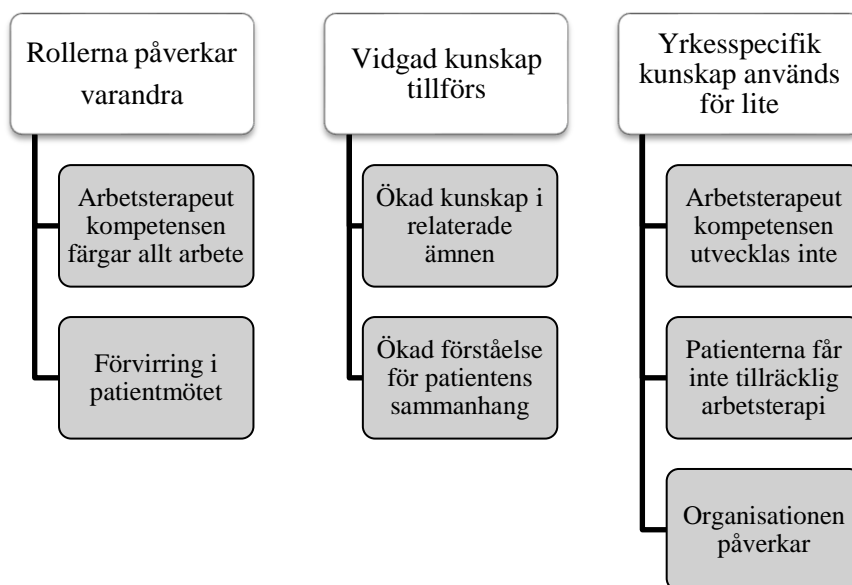 Rollerna påverkar
varandra
Arbetsterapeut
kompetensen
färgar allt arbete
Förvirring i
patientmötet
Vidgad kunskap
tillförs
Ökad kunskap i
relaterade
ämnen
Ökad förståelse
för patientens
sammanhang
Yrkesspecifik
kunskap används
för lite
Arbetsterapeut
kompetensen
utvecklas inte
Patienterna får
inte tillräcklig
arbetsterapi
Organisationen
påverkar